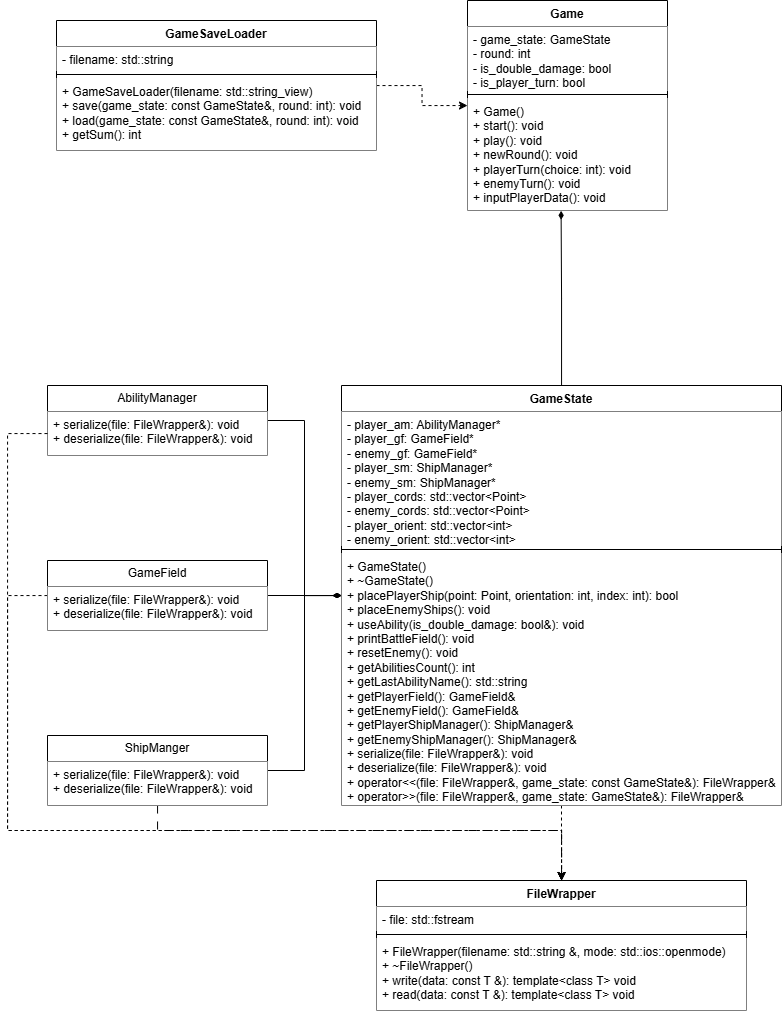 GameSaveLoader
- filename: std::string
+ GameSaveLoader(filename: std::string_view)
+ save(game_state: const GameState&, round: int): void
+ load(game_state: const GameState&, round: int): void
+ getSum(): int
Game
- game_state: GameState
- round: int
- is_double_damage: bool
- is_player_turn: bool
+ Game()
+ start(): void
+ play(): void
+ newRound(): void
+ playerTurn(choice: int): void
+ enemyTurn(): void
+ inputPlayerData(): void
AbilityManager
+ serialize(file: FileWrapper&): void
+ deserialize(file: FileWrapper&): void
GameField
+ serialize(file: FileWrapper&): void
+ deserialize(file: FileWrapper&): void
ShipManger
+ serialize(file: FileWrapper&): void
+ deserialize(file: FileWrapper&): void
GameState
- player_am: AbilityManager*
- player_gf: GameField*
- enemy_gf: GameField*
- player_sm: ShipManager*
- enemy_sm: ShipManager*
- player_cords: std::vector<Point>
- enemy_cords: std::vector<Point>
- player_orient: std::vector<int>
- enemy_orient: std::vector<int>
+ GameState()
+ ~GameState()
+ placePlayerShip(point: Point, orientation: int, index: int): bool
+ placeEnemyShips(): void
+ useAbility(is_double_damage: bool&): void
+ printBattleField(): void
+ resetEnemy(): void
+ getAbilitiesCount(): int
+ getLastAbilityName(): std::string
+ getPlayerField(): GameField&
+ getEnemyField(): GameField&
+ getPlayerShipManager(): ShipManager&
+ getEnemyShipManager(): ShipManager&
+ serialize(file: FileWrapper&): void
+ deserialize(file: FileWrapper&): void
+ operator<<(file: FileWrapper&, game_state: const GameState&): FileWrapper&
+ operator>>(file: FileWrapper&, game_state: GameState&): FileWrapper&
FileWrapper
- file: std::fstream
+ FileWrapper(filename: std::string &, mode: std::ios::openmode)
+ ~FileWrapper()
+ write(data: const T &): template<class T> void
+ read(data: const T &): template<class T> void